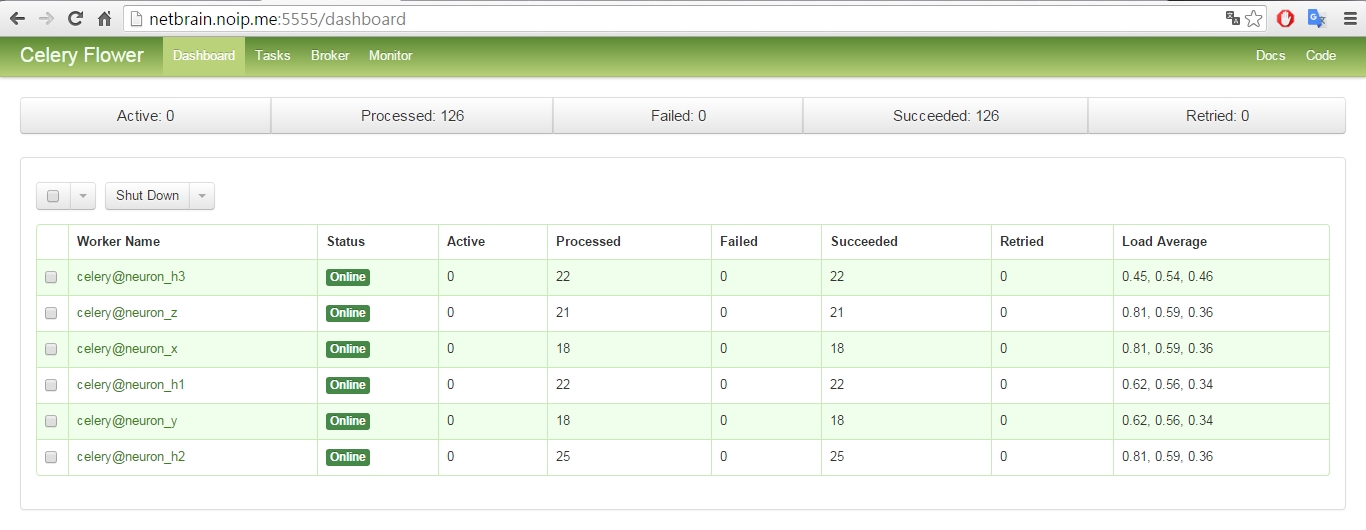 netbrain.noip.me:5555/dashboard
Celery Flower Dashboard Tasks Broker Monitor Docs Code
Active: 0 Processed: 126 Failed: 0 Succeeded: 126 Retried: 0
Shut Down
Worker Name Status Active Processed Failed Succeeded Retried Load Average
celery@neuron_h3 Online 0 22 0 22 0 0.45, 0.54, 0.46
celery@neuron_z Online 0 21 0 21 0 0.81, 0.59, 0.36
celery@neuron_x Online 0 18 0 18 0 0.81, 0.59, 0.36
celery@neuron_h1 Online 0 22 0 22 0 0.62, 0.56, 0.34
celery@neuron_y Online 0 18 0 18 0 0.62, 0.56, 0.34
celery@neuron_h2 Online 0 25 0 25 0 0.81, 0.59, 0.36